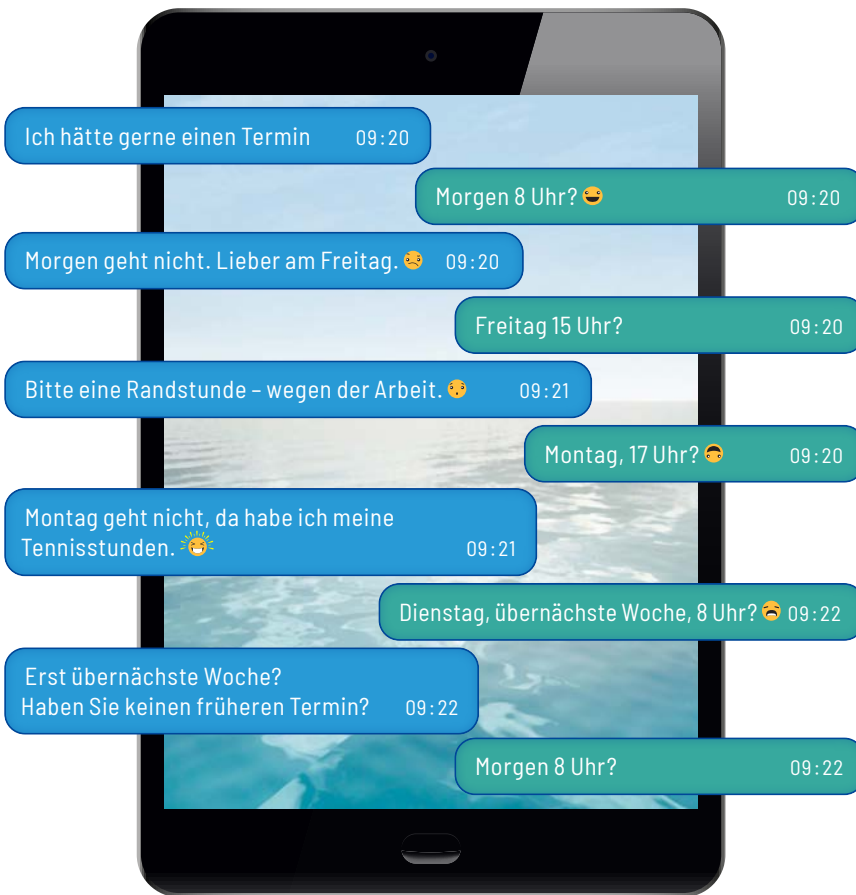 Ich hätte gerne einen Termin 09:20
Morgen 8 Uhr? 😀 09:20
Morgen geht nicht. Lieber am Freitag. 😟 09:20
Freitag 15 Uhr? 09:20
Bitte eine Randstunde – wegen der Arbeit. 😯 09:21
Montag, 17 Uhr? 09:20
Montag geht nicht, da habe ich meine
Tennisstunden. 09:21
Dienstag, übernächste Woche, 8 Uhr? 09:22
Erst übernächste Woche?
Haben Sie keinen früheren Termin? 09:22
Morgen 8 Uhr? 09:22